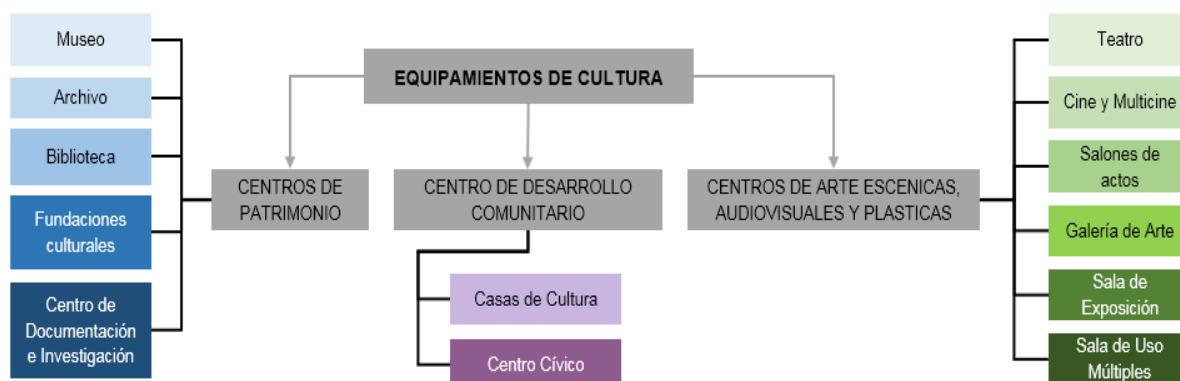 EQUIPAMIENTOS DE CULTURA
CENTROS DE
PATRIMONIO
Museo
Archivo
Biblioteca
Fundaciones
culturales
Centro de
Documentación
e Investigación
CENTRO DE DESARROLLO
COMUNITARIO
Casas de Cultura
Centro Cívico
CENTROS DE ARTE ESCENICAS,
AUDIOVISUALES Y PLASTICAS
Teatro
Cine y Multicine
Salones de
actos
Galería de Arte
Sala de
Exposición
Sala de Uso
Múltiples